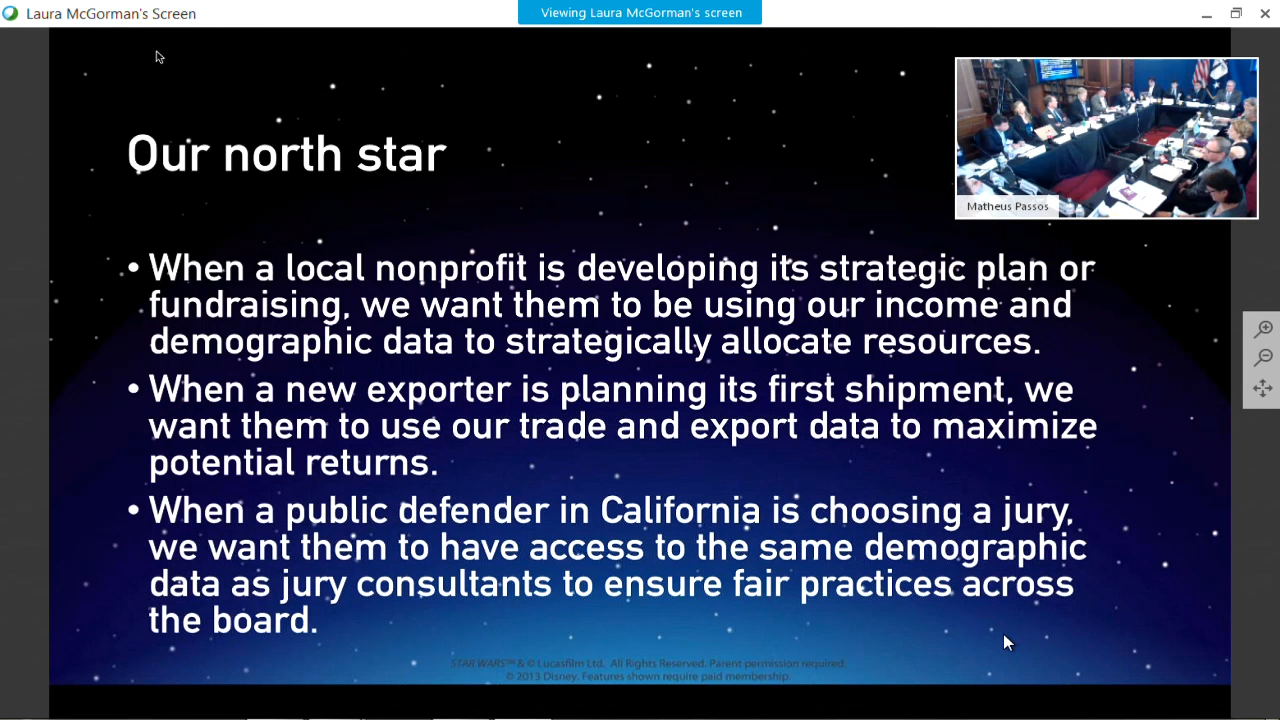 Laura McGorman's Screen
Viewing Laura McGorman's screen
Matheus Passos
Our north star
• When a local nonprofit is developing its strategic plan or
fundraising, we want them to be using our income and
demographic data to strategically allocate resources.
• When a new exporter is planning its first shipment, we
want them to use our trade and export data to maximize
potential returns.
• When a public defender in California is choosing a jury,
we want them to have access to the same demographic
data as jury consultants to ensure fair practices across
the board.
STAR WARS™ & © Lucasfilm Ltd. All Rights Reserved. Parent permission required.
© 2013 Disney. Features shown require paid membership.